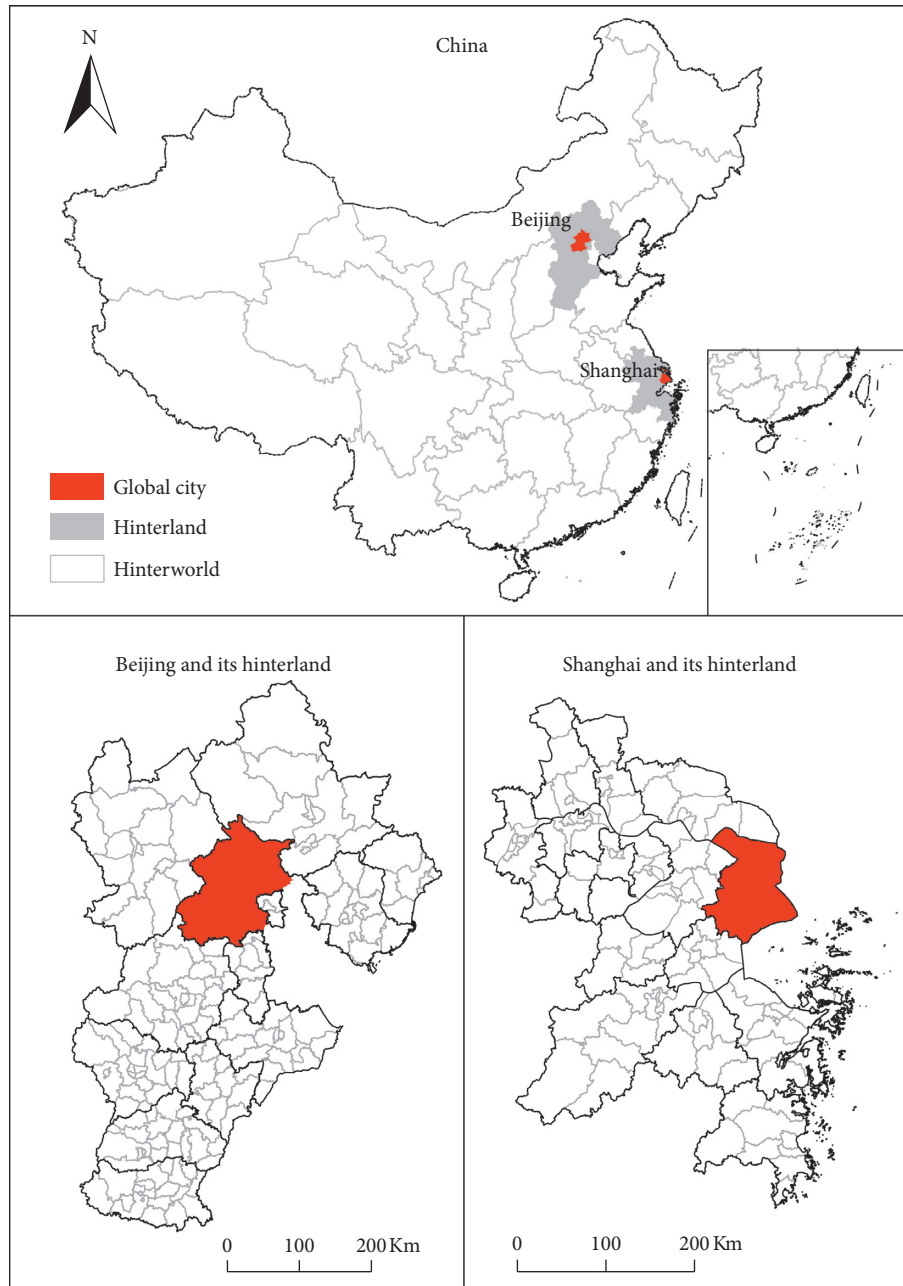 N
China
Beijing
Shanghai
Global city
Hinterland
Hinterworld
Beijing and its hinterland
0 100 200 Km
Shanghai and its hinterland
0 100 200 Km